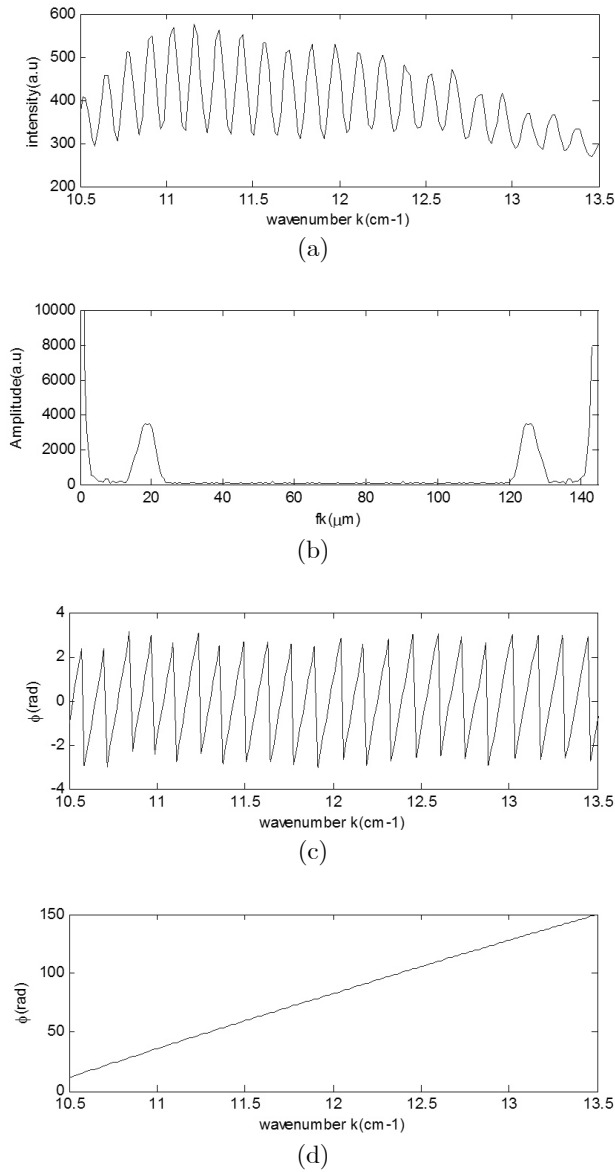 600
500
400
300
200
intensity(a.u)
10.5 11 11.5 12 12.5 13 13.5
wavenumber k(cm-1)
(a)
10000
8000
6000
4000
2000
0
Amplitude(a.u)
0 20 40 60 80 100 120 140
fk(μm)
(b)
4
2
0
-2
-4
ϕ(rad)
10.5 11 11.5 12 12.5 13 13.5
wavenumber k(cm-1)
(c)
150
100
50
0
ϕ(rad)
10.5 11 11.5 12 12.5 13 13.5
wavenumber k(cm-1)
(d)